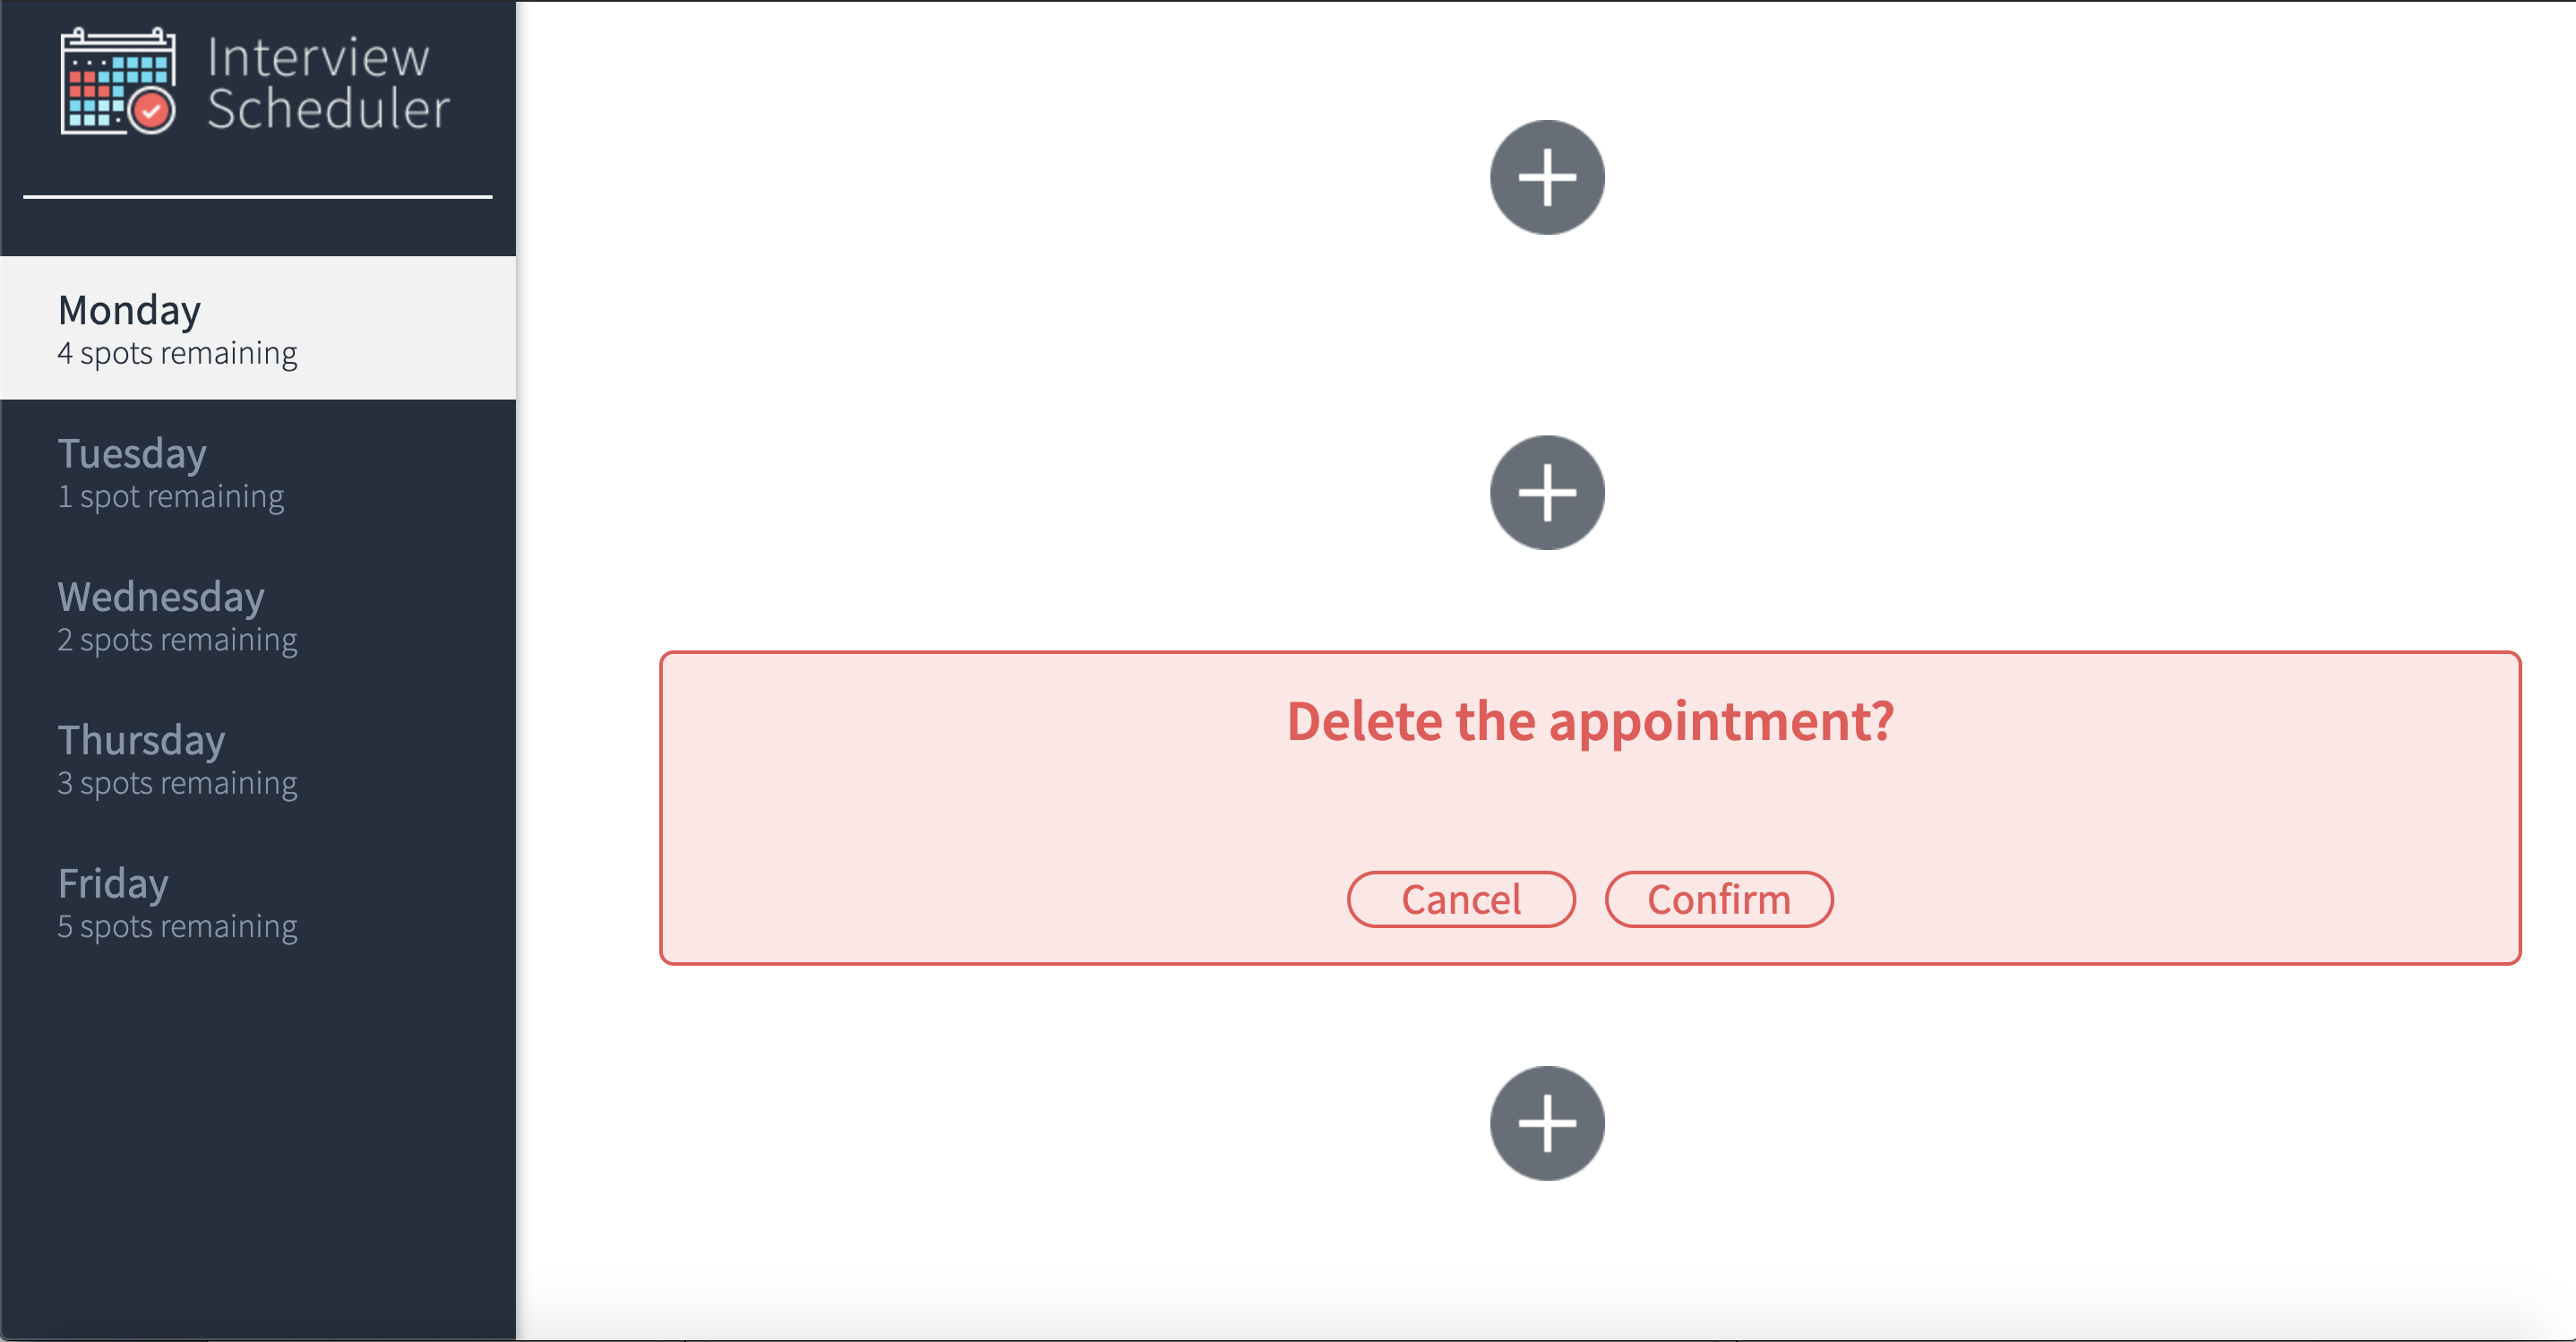 Interview
Scheduler
Monday
4 spots remaining
Tuesday
1 spot remaining
Wednesday
2 spots remaining
Thursday
3 spots remaining
Friday
5 spots remaining
Delete the appointment?
Cancel Confirm